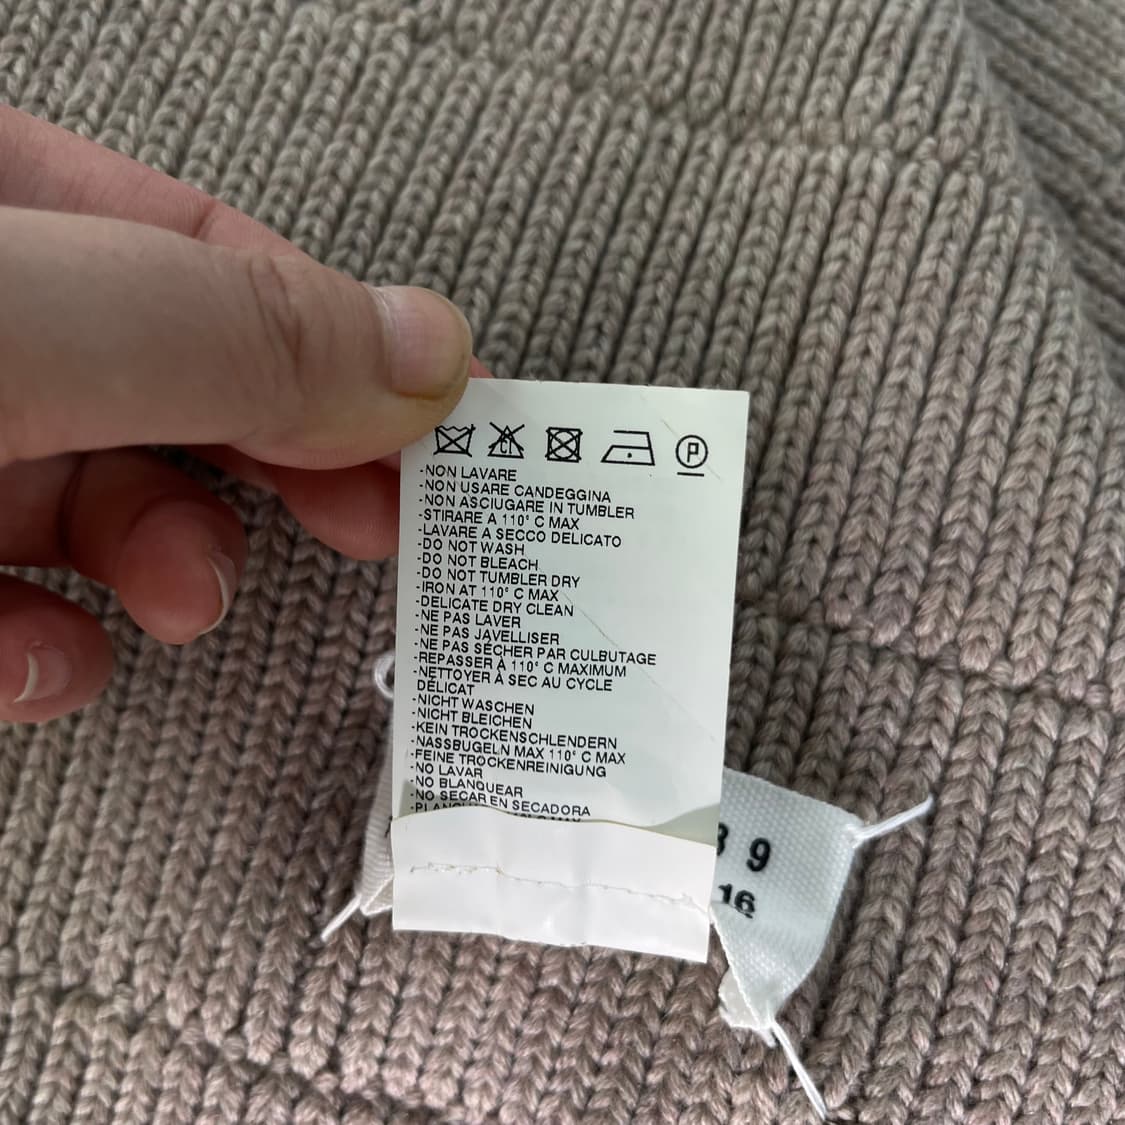 -NON LAVARE
-NON USARE CANDEGGINA
-NON ASCIUGARE IN TUMBLER
-STIRARE A 110° C MAX
-LAVARE A SECCO DELICATO
-DO NOT WASH
-DO NOT BLEACH
-DO NOT TUMBLER DRY
-IRON AT 110° C MAX
-DELICATE DRY CLEAN
-NE PAS LAVER
-NE PAS JAVELLISER
-NE PAS SÉCHER PAR CULBUTAGE
-REPASSER À 110° C MAXIMUM
-NETTOYER À SEC AU CYCLE
DÉLICAT
-NICHT WASCHEN
-NICHT BLEICHEN
-KEIN TROCKENSCHLENDERN
-NASSBUGELN MAX 110° C MAX
-FEINE TROCKENREINIGUNG
-NO LAVAR
-NO BLANQUEAR
-NO SECAR EN SECADORA
9
16